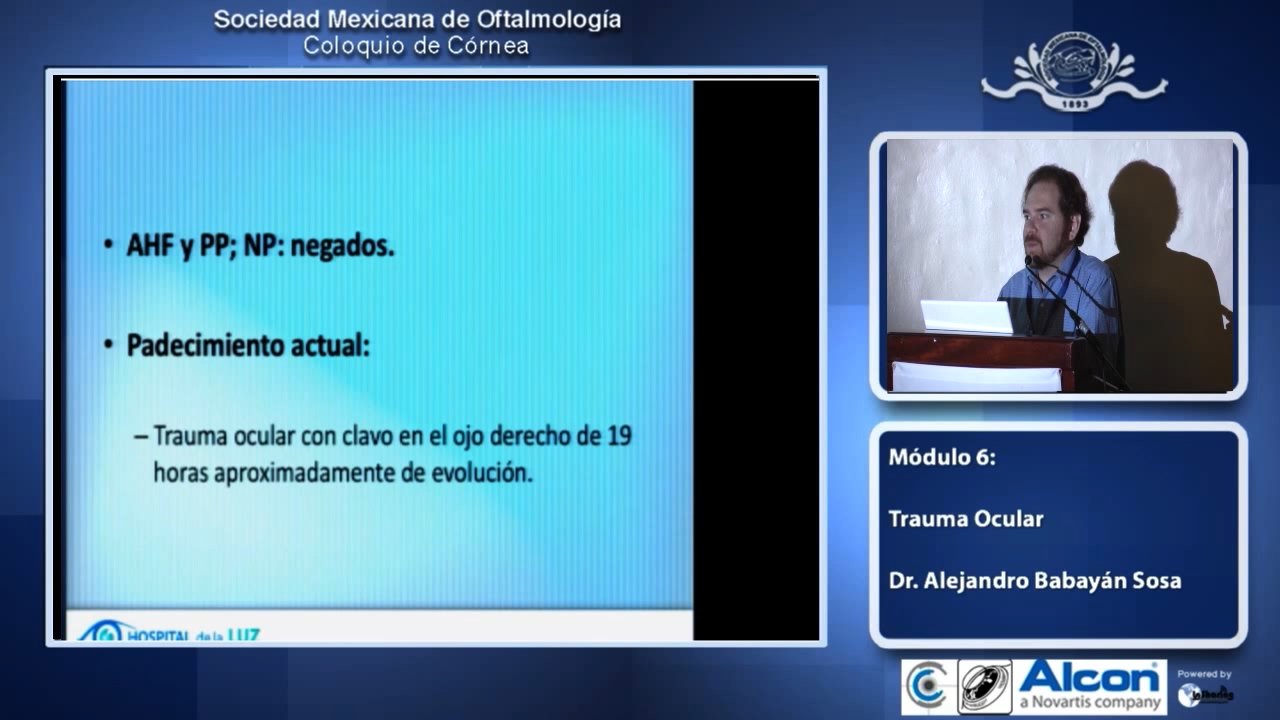 Sociedad Mexicana de Oftalmología
Coloquio de Córnea
• AHF y PP; NP: negados.
• Padecimiento actual:
– Trauma ocular con clavo en el ojo derecho de 19
horas aproximadamente de evolución.
HOSPITAL de la LUZ
1893
Módulo 6:
Trauma Ocular
Dr. Alejandro Babayán Sosa
Alcon
a Novartis company
Powered by